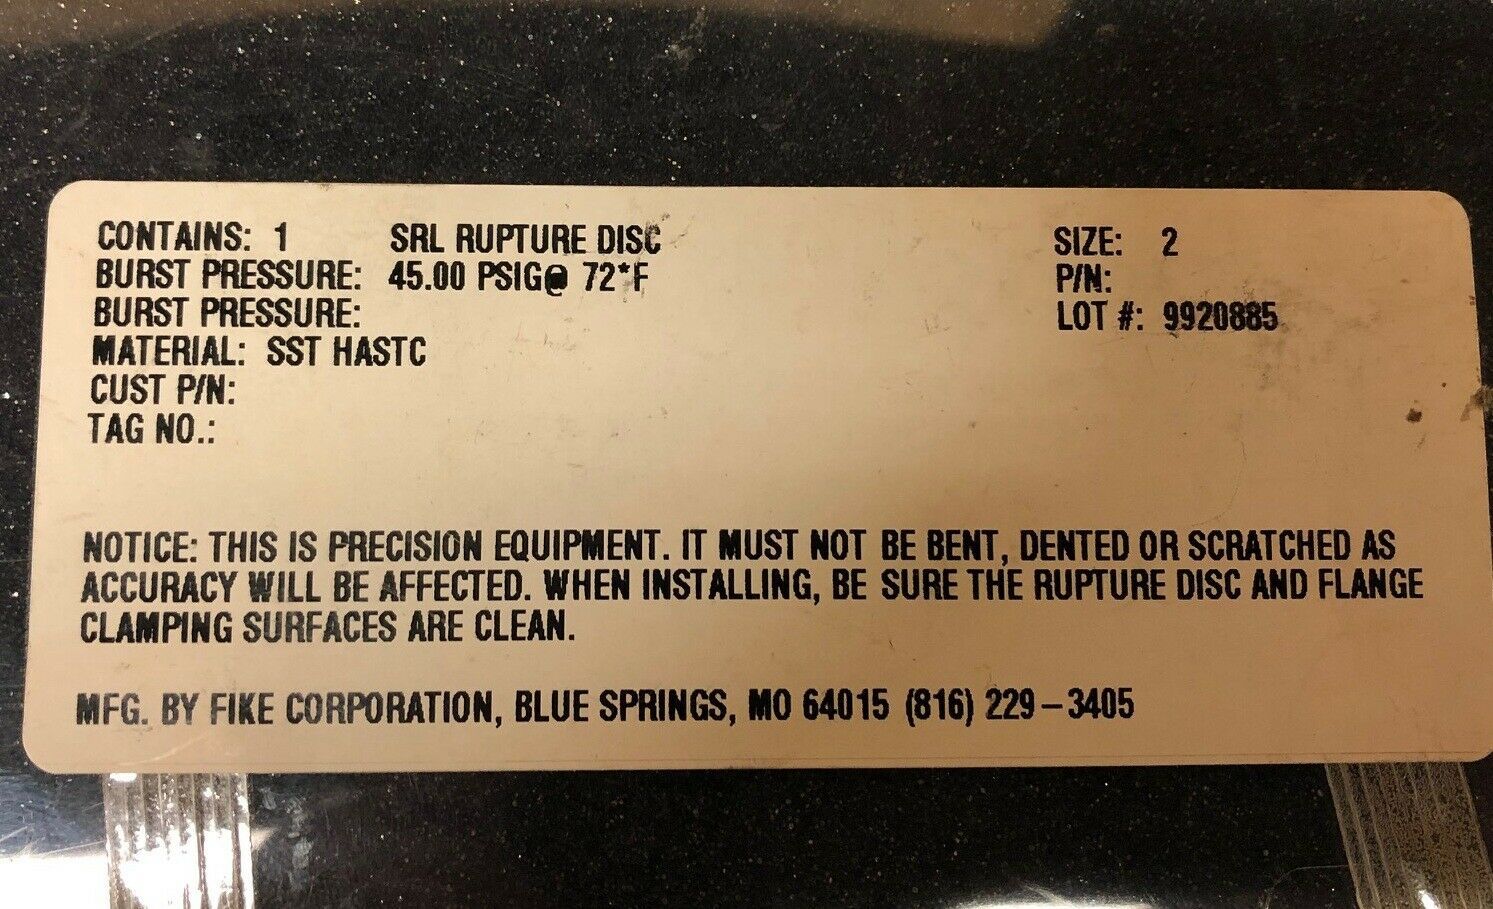 CONTAINS: 1 SRL RUPTURE DISC SIZE: 2
BURST PRESSURE: 45.00 PSIG@ 72*F P/N:
BURST PRESSURE: LOT #: 9920885
MATERIAL: SST HASTC
CUST P/N:
TAG NO.:
NOTICE: THIS IS PRECISION EQUIPMENT. IT MUST NOT BE BENT, DENTED OR SCRATCHED AS
ACCURACY WILL BE AFFECTED. WHEN INSTALLING, BE SURE THE RUPTURE DISC AND FLANGE
CLAMPING SURFACES ARE CLEAN.
MFG. BY FIKE CORPORATION, BLUE SPRINGS, MO 64015 (816) 229-3405